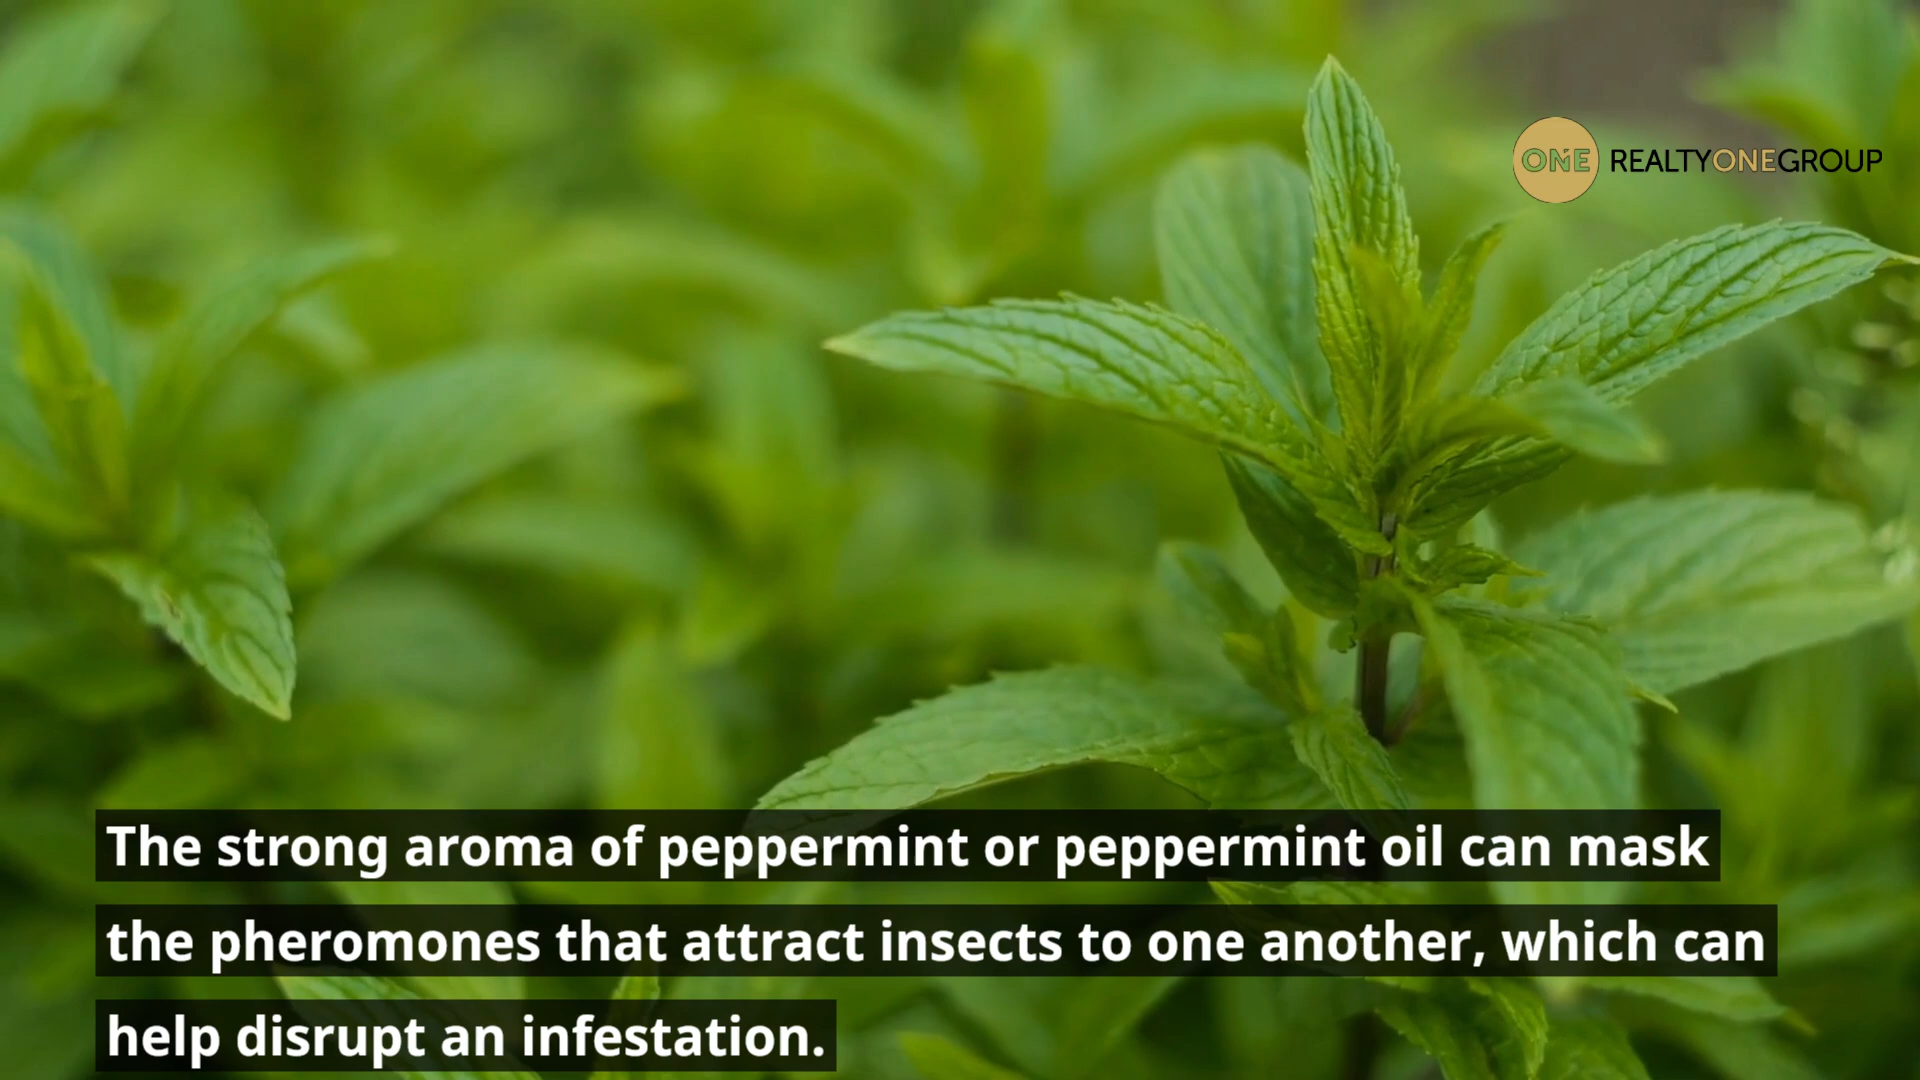 ONE REALTYONEGROUP
The strong aroma of peppermint or peppermint oil can mask
the pheromones that attract insects to one another, which can
help disrupt an infestation.